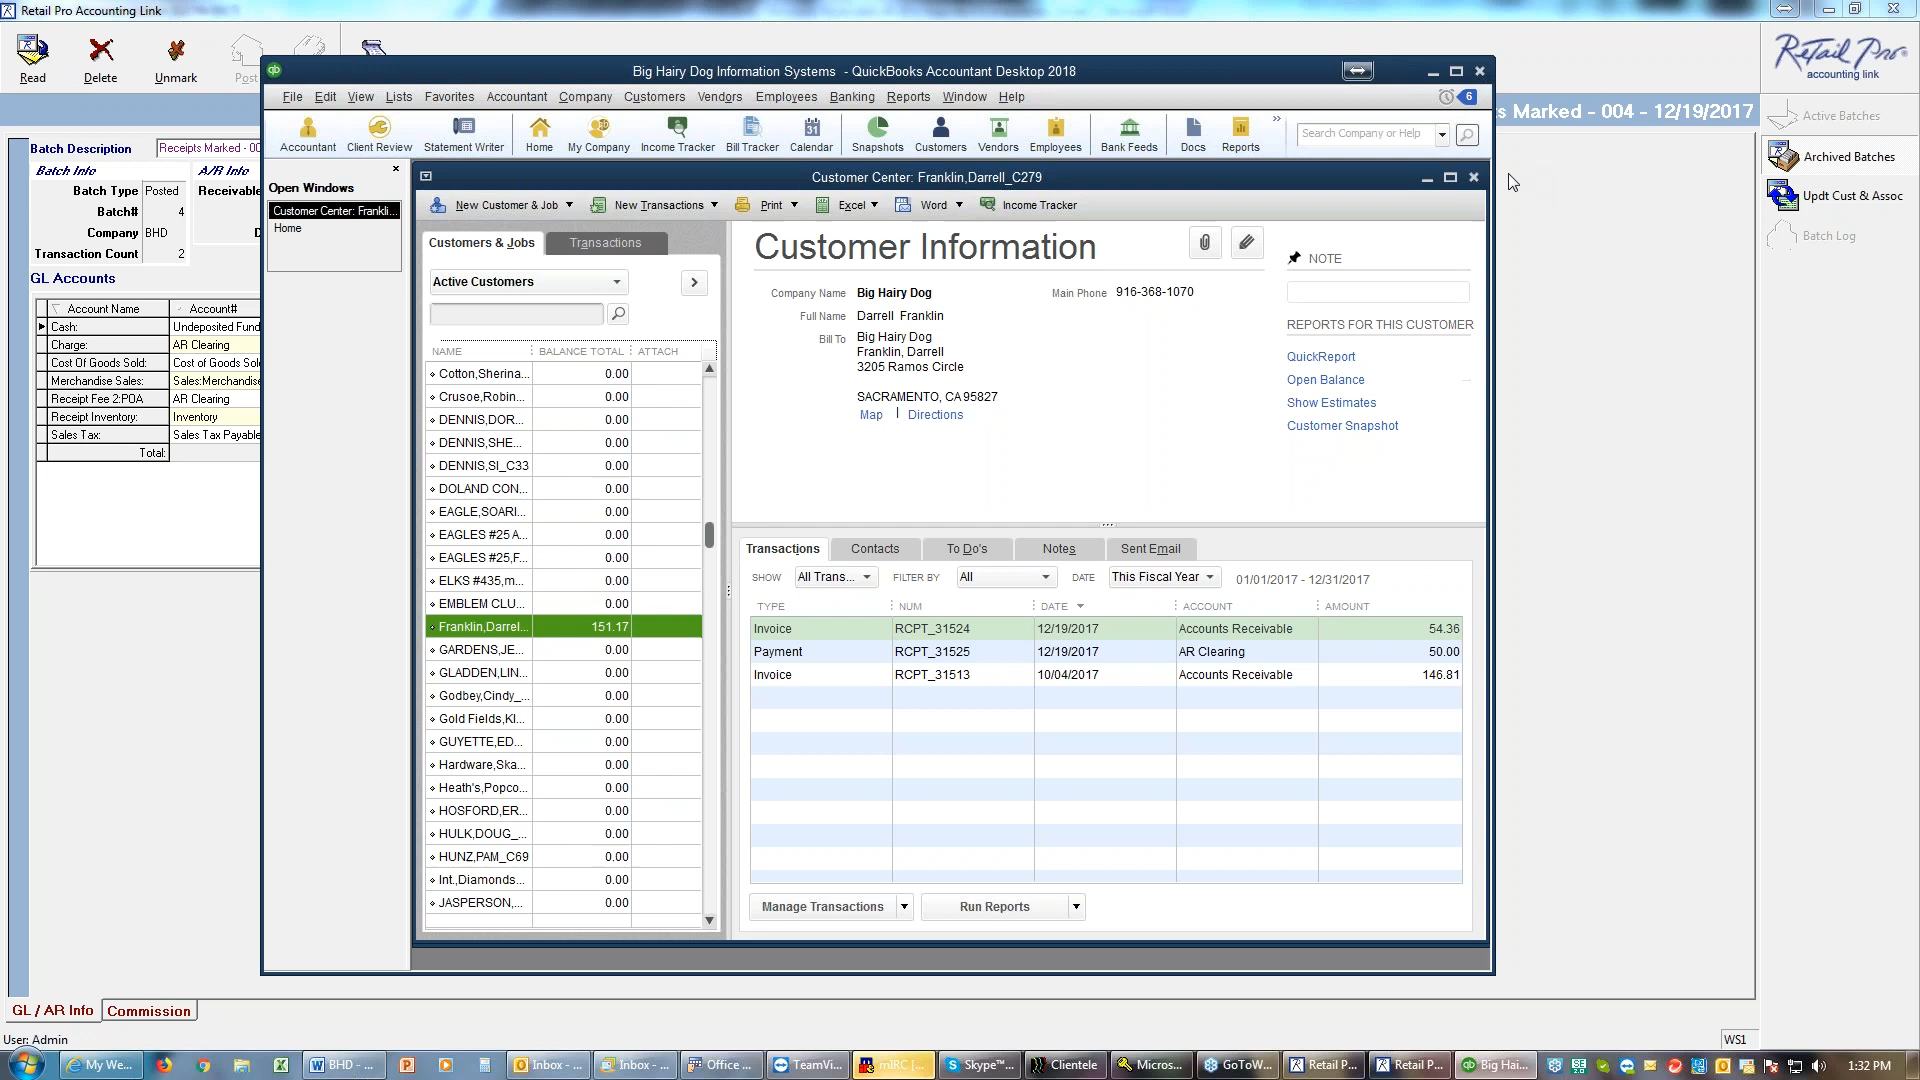 Retail Pro Accounting Link
Read
Delete
Unmark
Post
Retail Pro
accounting link
Receipts Marked - 00
s Marked - 004 - 12/19/2017
Batch Description
Batch Info
A/R Info
Batch Type Posted
Receivable
Batch# 4
Company BHD
Transaction Count 2
GL Accounts
Account Name Account#
Cash: Undeposited Fund
Charge: AR Clearing
Cost Of Goods Sold: Cost of Goods Sol
Merchandise Sales: Sales:Merchandise
Receipt Fee 2:POA AR Clearing
Receipt Inventory: Inventory
Sales Tax: Sales Tax Payable
Total:
GL / AR Info
Commission
User: Admin
WS1
Active Batches
Archived Batches
Updt Cust & Assoc
Batch Log
Big Hairy Dog Information Systems - QuickBooks Accountant Desktop 2018
File Edit View Lists Favorites Accountant Company Customers Vendors Employees Banking Reports Window Help
6
Accountant Client Review Statement Writer Home My Company Income Tracker Bill Tracker Calendar Snapshots Customers Vendors Employees Bank Feeds Docs Reports
Search Company or Help
Open Windows
Customer Center: Frankli...
Home
Customer Center: Franklin,Darrell_C279
New Customer & Job New Transactions Print Excel Word Income Tracker
Customers & Jobs
Transactions
Active Customers
NAME BALANCE TOTAL ATTACH
Cotton,Sherina... 0.00
Crusoe,Robin... 0.00
DENNIS,DOR... 0.00
DENNIS,SHE... 0.00
DENNIS,SI_C33 0.00
DOLAND CON... 0.00
EAGLE,SOARI... 0.00
EAGLES #25 A... 0.00
EAGLES #25,F... 0.00
ELKS #435,m... 0.00
EMBLEM CLU... 0.00
Franklin,Darrel... 151.17
GARDENS,JE... 0.00
GLADDEN,LIN... 0.00
Godbey,Cindy_... 0.00
Gold Fields,Kl... 0.00
GUYETTE,ED... 0.00
Hardware,Ska... 0.00
Heath's,Popco... 0.00
HOSFORD,ER... 0.00
HULK,DOUG_... 0.00
HUNZ,PAM_C69 0.00
Int.,Diamonds... 0.00
JASPERSON,... 0.00
Customer Information
Company Name Big Hairy Dog
Main Phone 916-368-1070
Full Name Darrell Franklin
Bill To Big Hairy Dog
Franklin, Darrell
3205 Ramos Circle
SACRAMENTO, CA 95827
Map | Directions
NOTE
REPORTS FOR THIS CUSTOMER
QuickReport
Open Balance
Show Estimates
Customer Snapshot
Transactions Contacts To Do's Notes Sent Email
SHOW All Trans... FILTER BY All DATE This Fiscal Year 01/01/2017 - 12/31/2017
TYPE NUM DATE ACCOUNT AMOUNT
Invoice RCPT_31524 12/19/2017 Accounts Receivable 54.36
Payment RCPT_31525 12/19/2017 AR Clearing 50.00
Invoice RCPT_31513 10/04/2017 Accounts Receivable 146.81
Manage Transactions
Run Reports
My We... BHD - ... Inbox - ... Inbox - ... Office ... TeamVi... mIRC [... Skype™... Clientele Micros... GoToW... Retail P... Retail P... Big Hai... 1:32 PM